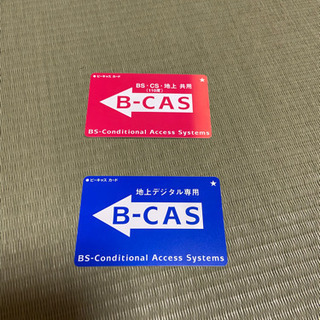 ●ビーキャス カード
BS・CS・地上 共用
(110度)
★
B-CAS
BS-Conditional Access Systems
●ビーキャス カード
★
地上デジタル専用
B-CAS
BS-Conditional Access Systems